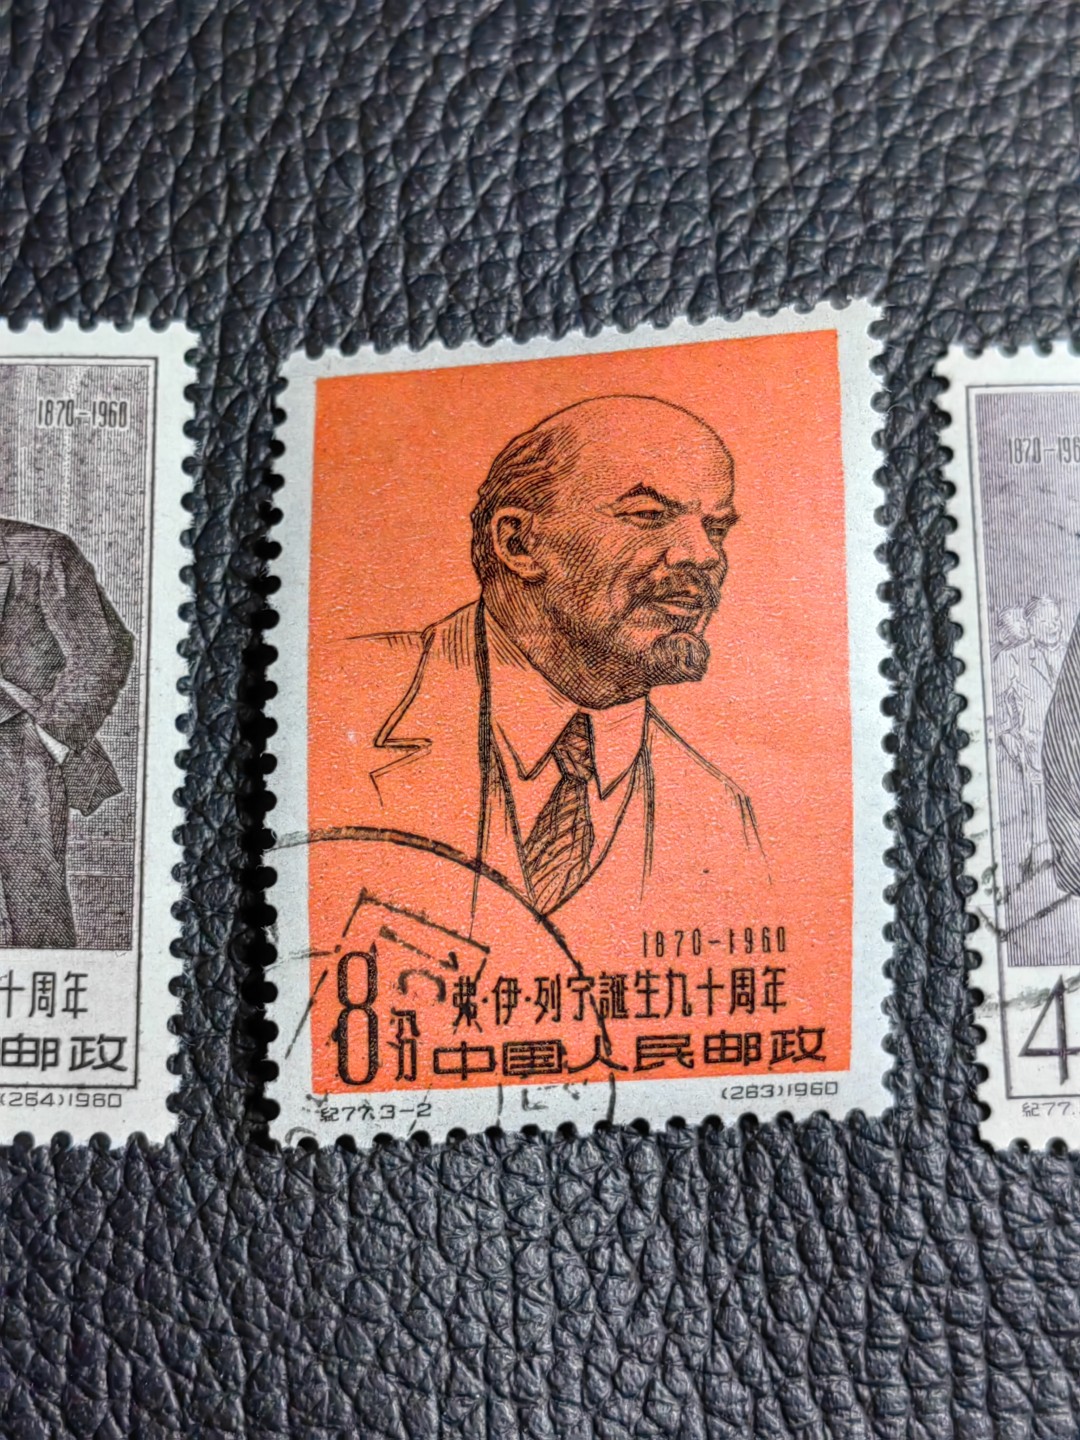 1870-1960
十周年
邮政
(264)1960
1870-1960
8分
弗·伊·列宁誕生九十周年
中国人民邮政
紀77.3-2
(263)1960
1870-196
4
紀77.